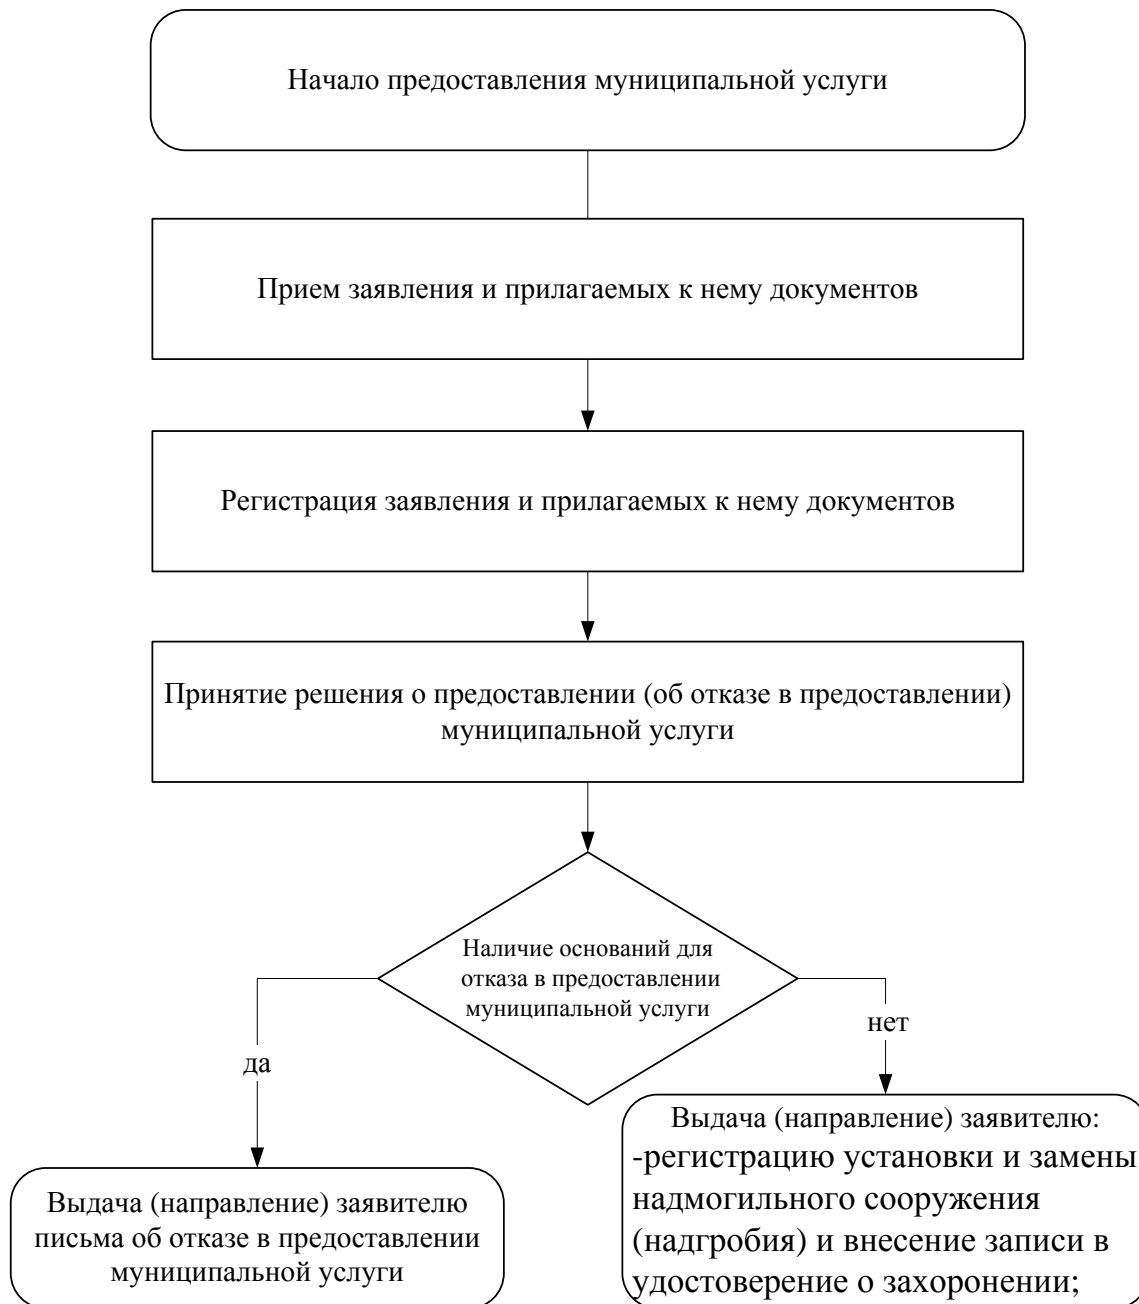 Начало предоставления муниципальной услуги
Прием заявления и прилагаемых к нему документов
Регистрация заявления и прилагаемых к нему документов
Принятие решения о предоставлении (об отказе в предоставлении)
муниципальной услуги
Наличие оснований для
отказа в предоставлении
муниципальной услуги
да
нет
Выдача (направление) заявителю
письма об отказе в предоставлении
муниципальной услуги
Выдача (направление) заявителю:
-регистрацию установки и замены
надмогильного сооружения
(надгробия) и внесение записи в
удостоверение о захоронении;